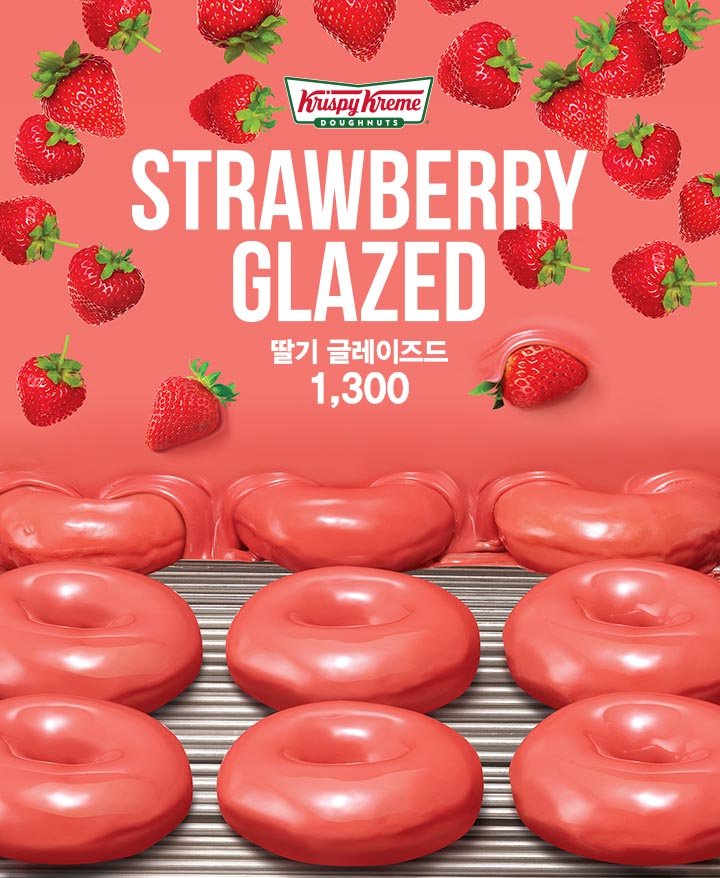 Krispy Kreme
DOUGHNUTS
STRAWBERRY
GLAZED
딸기 글레이즈드
1,300